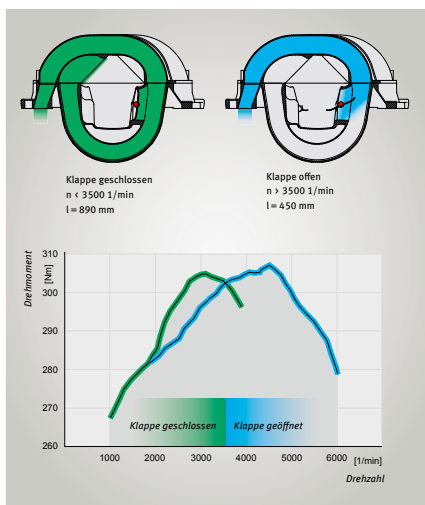 Klappe geschlossen
n < 3500 1/min
l = 890 mm
Klappe offen
n > 3500 1/min
l = 450 mm
Drehmoment
[Nm]
310
300
290
280
270
260
Klappe geschlossen
Klappe geöffnet
1000 2000 3000 4000 5000 6000 [1/min]
Drehzahl